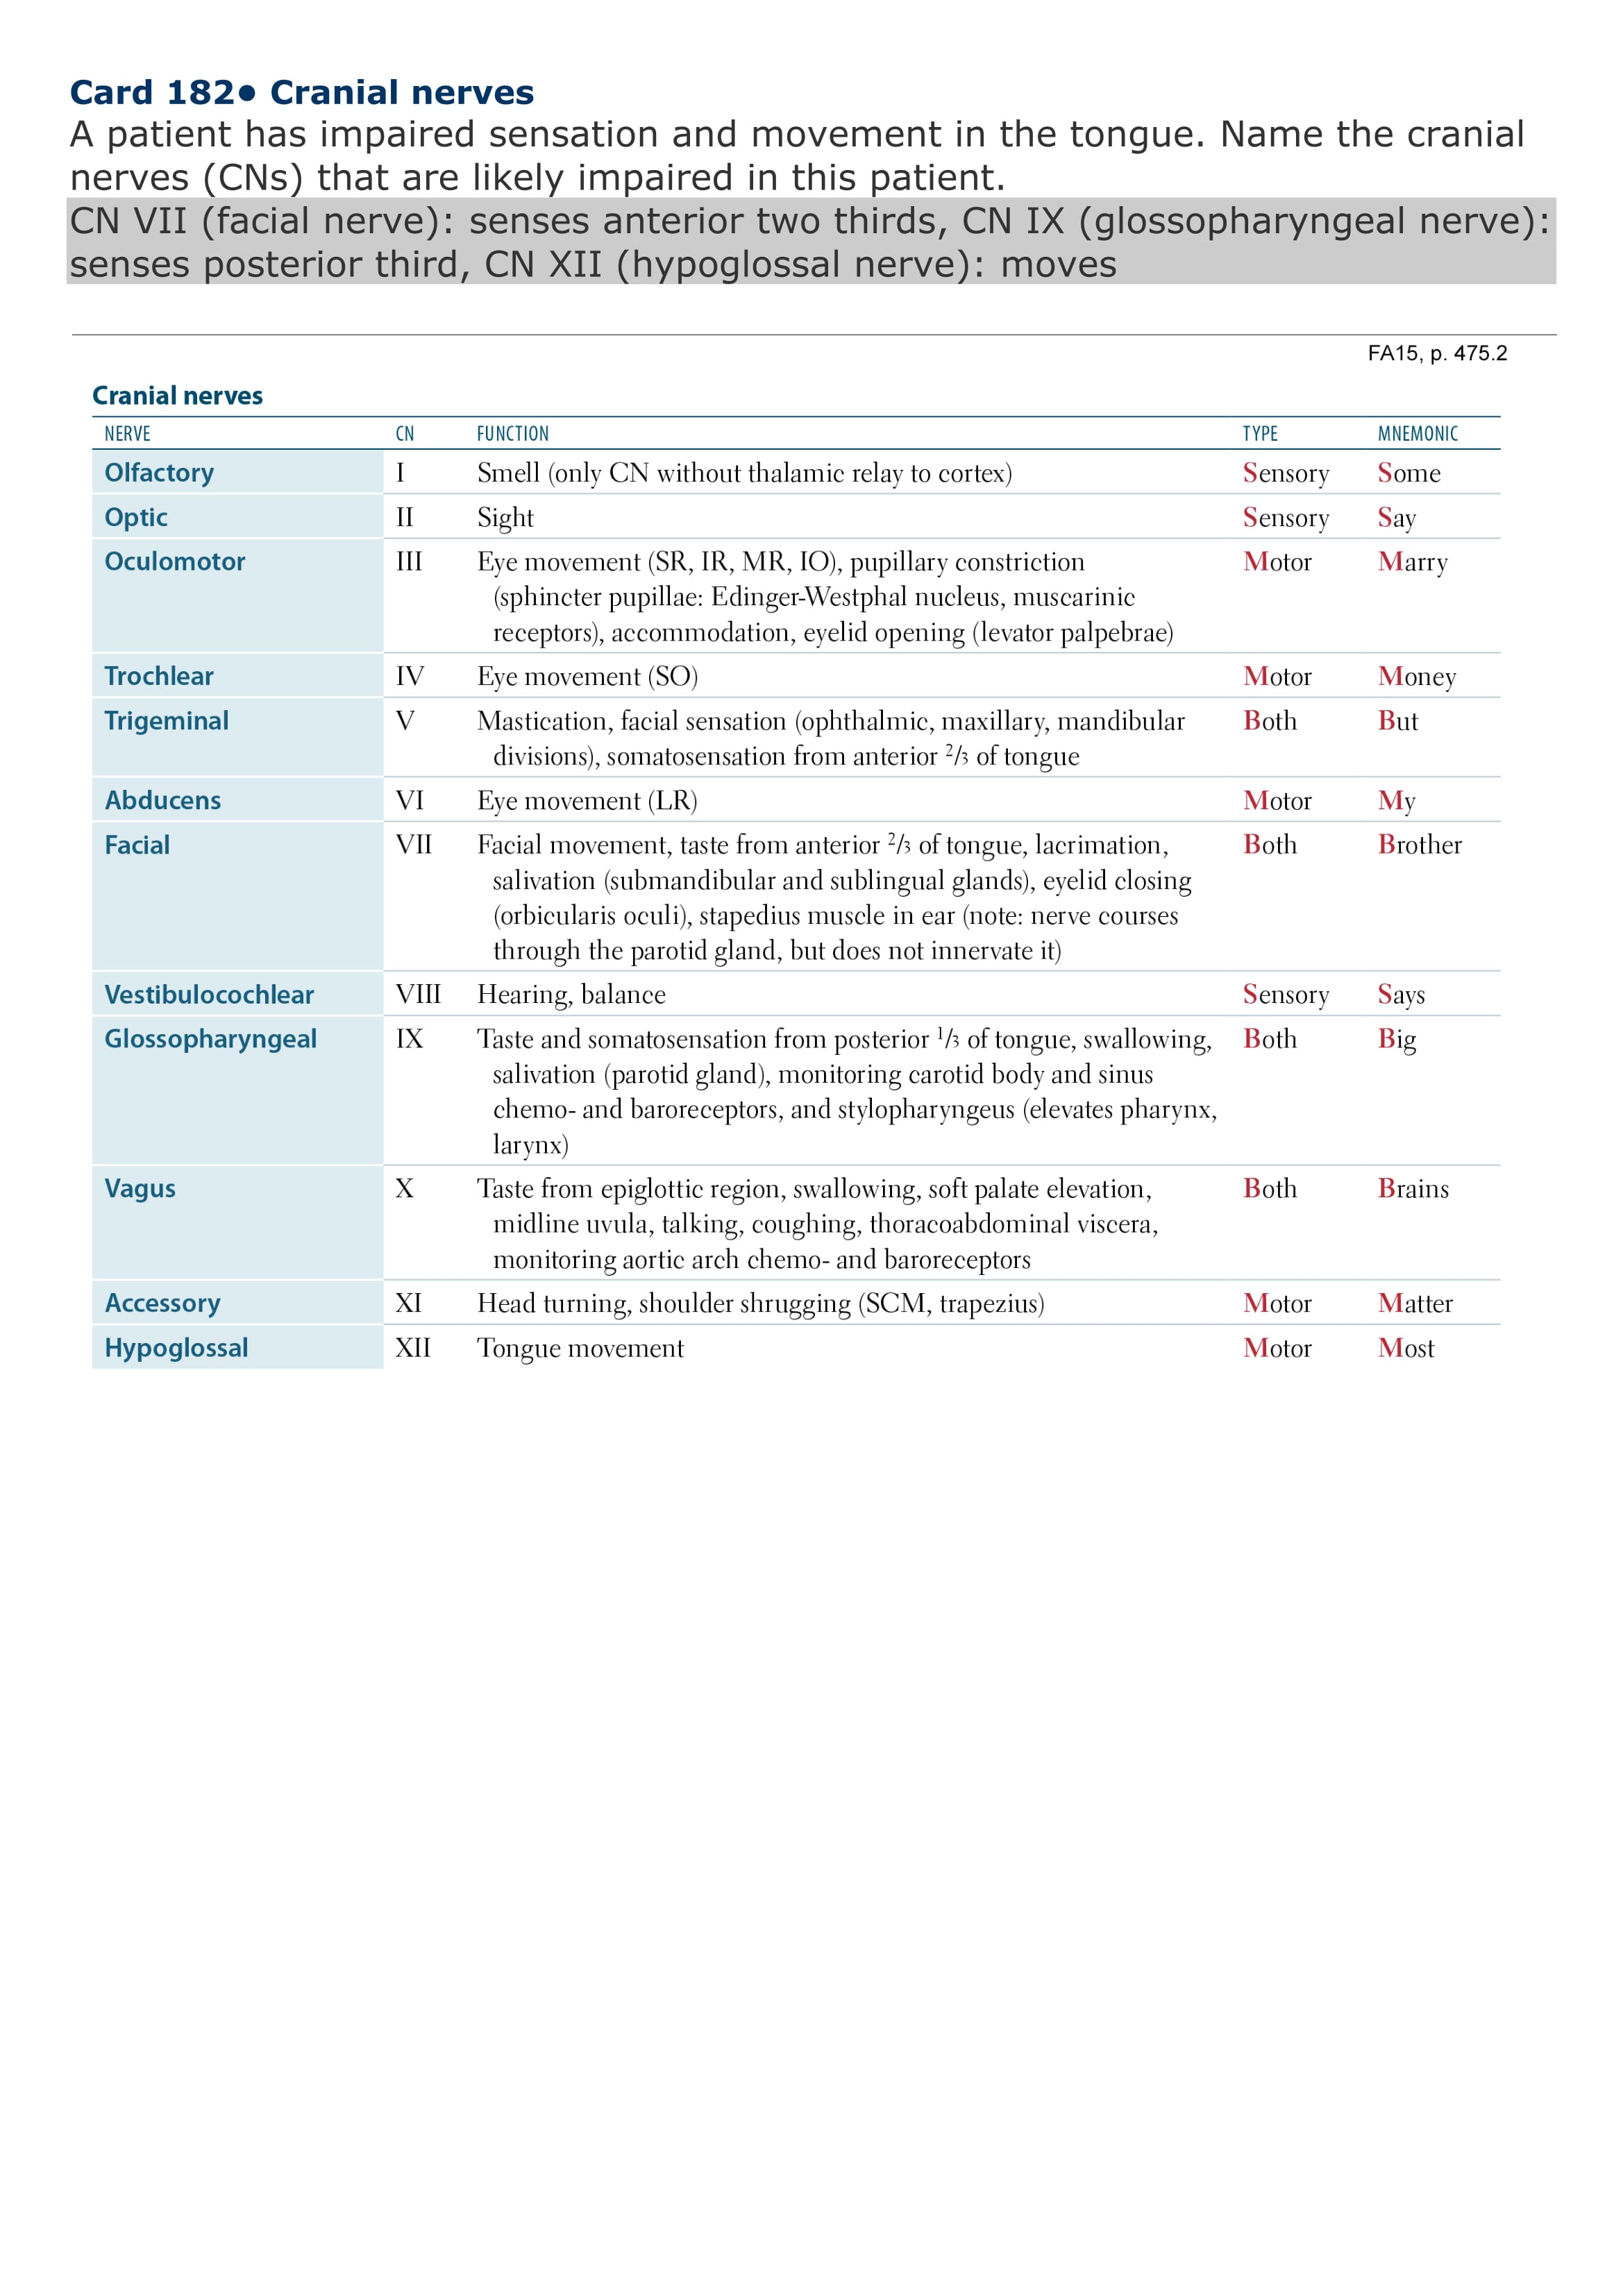 Card 182• Cranial nerves
A patient has impaired sensation and movement in the tongue. Name the cranial
nerves (CNs) that are likely impaired in this patient.
CN VII (facial nerve): senses anterior two thirds, CN IX (glossopharyngeal nerve):
senses posterior third, CN XII (hypoglossal nerve): moves
FA15, p. 475.2
Cranial nerves
NERVE CN FUNCTION TYPE MNEMONIC
Olfactory I Smell (only CN without thalamic relay to cortex) Sensory Some
Optic II Sight Sensory Say
Oculomotor III Eye movement (SR, IR, MR, IO), pupillary constriction Motor Marry
(sphincter pupillae: Edinger-Westphal nucleus, muscarinic
receptors), accommodation, eyelid opening (levator palpebrae)
Trochlear IV Eye movement (SO) Motor Money
Trigeminal V Mastication, facial sensation (ophthalmic, maxillary, mandibular Both But
divisions), somatosensation from anterior 2/3 of tongue
Abducens VI Eye movement (LR) Motor My
Facial VII Facial movement, taste from anterior 2/3 of tongue, lacrimation, Both Brother
salivation (submandibular and sublingual glands), eyelid closing
(orbicularis oculi), stapedius muscle in ear (note: nerve courses
through the parotid gland, but does not innervate it)
Vestibulocochlear VIII Hearing, balance Sensory Says
Glossopharyngeal IX Taste and somatosensation from posterior 1/3 of tongue, swallowing, Both Big
salivation (parotid gland), monitoring carotid body and sinus
chemo- and baroreceptors, and stylopharyngeus (elevates pharynx,
larynx)
Vagus X Taste from epiglottic region, swallowing, soft palate elevation, Both Brains
midline uvula, talking, coughing, thoracoabdominal viscera,
monitoring aortic arch chemo- and baroreceptors
Accessory XI Head turning, shoulder shrugging (SCM, trapezius) Motor Matter
Hypoglossal XII Tongue movement Motor Most